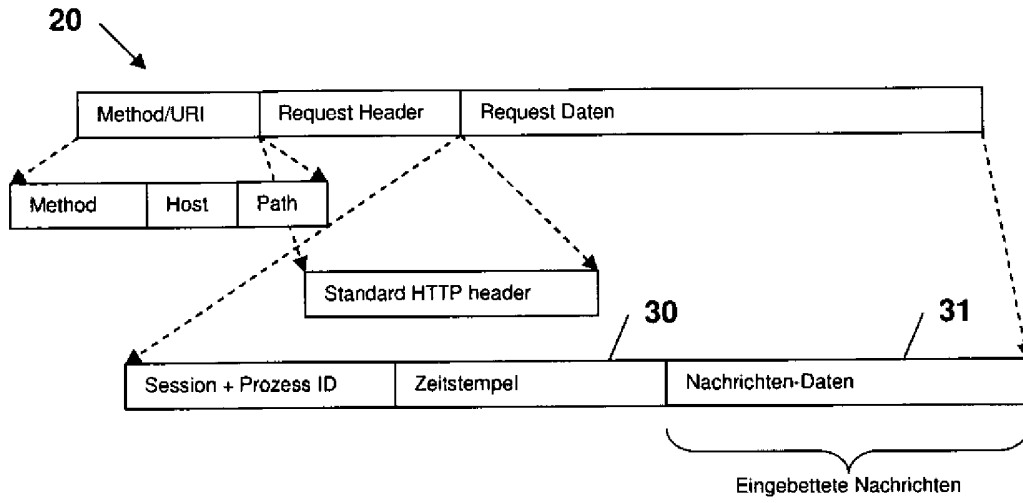 20
Method/URI
Request Header
Request Daten
Method
Host
Path
Standard HTTP header
30
31
Session + Prozess ID
Zeitstempel
Nachrichten-Daten
Eingebettete Nachrichten